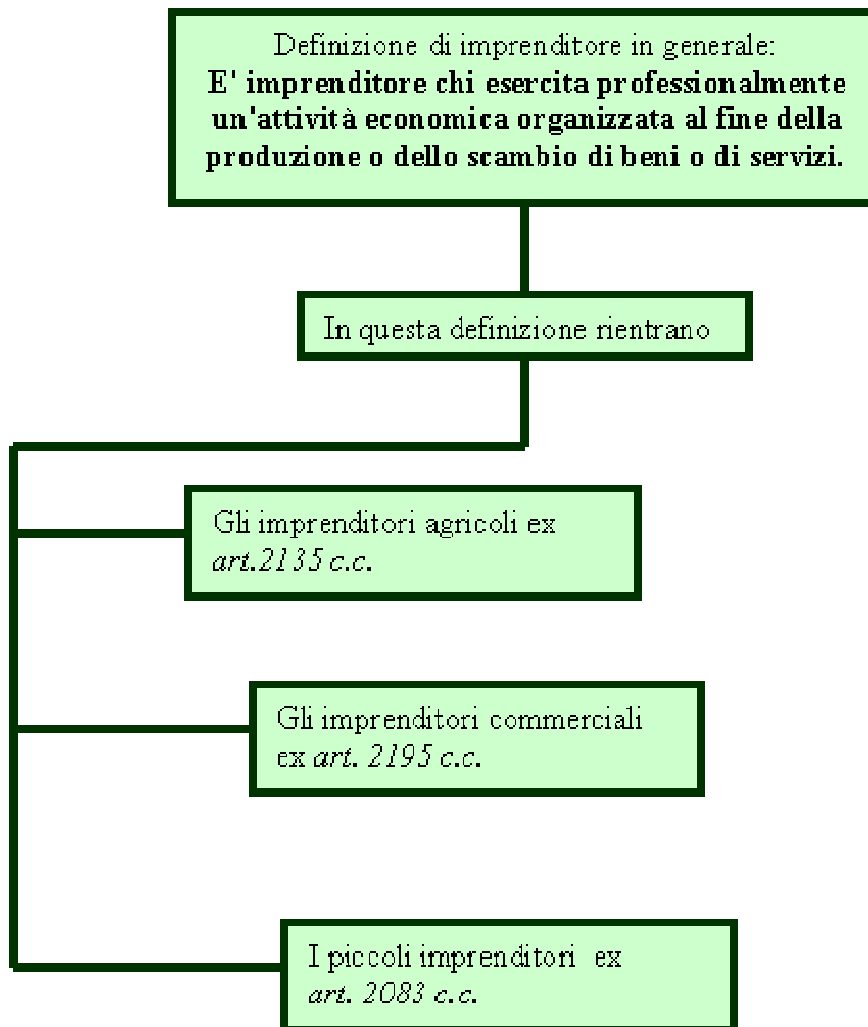 Definizione di imprenditore in generale:
E' imprenditore chi esercita professionalmente
un'attività economica organizzata al fine della
produzione o dello scambio di beni o di servizi.
In questa definizione rientrano
Gli imprenditori agricoli ex
art.2135 c.c.
Gli imprenditori commerciali
ex art. 2195 c.c.
I piccoli imprenditori ex
art. 2083 c.c.